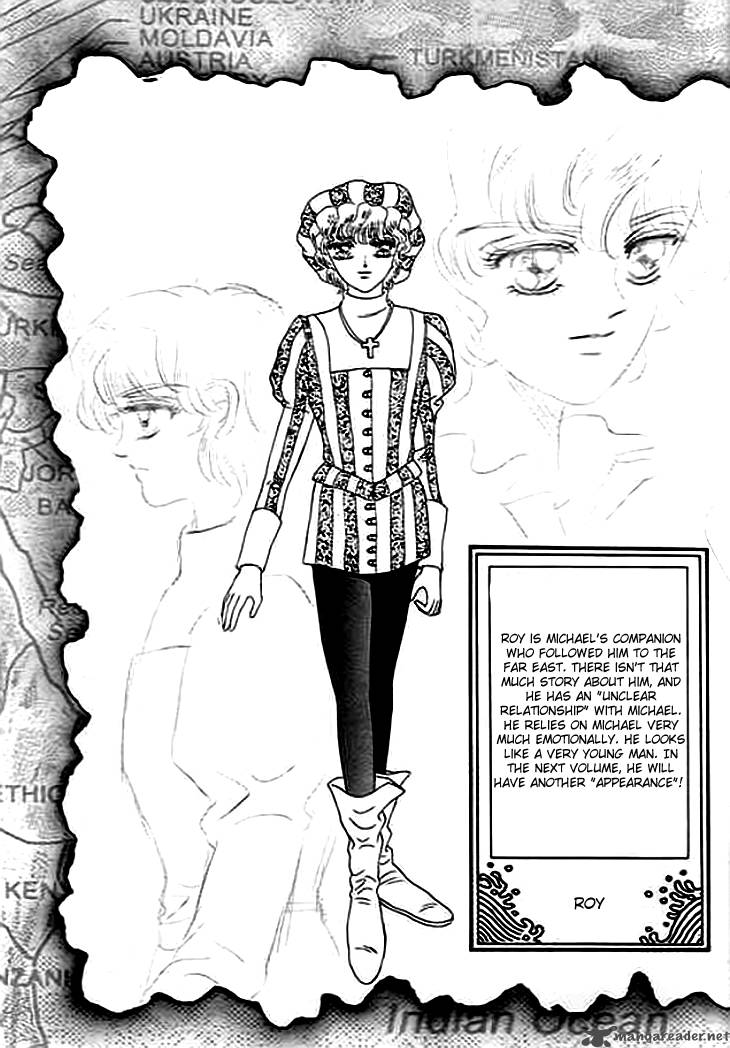 UKRAINE
MOLDAVIA
AUSTRIA
TURKMENISTAN
ROY IS MICHAEL'S COMPANION
WHO FOLLOWED HIM TO THE
FAR EAST. THERE ISN'T THAT
MUCH STORY ABOUT HIM, AND
HE HAS AN "UNCLEAR
RELATIONSHIP" WITH MICHAEL.
HE RELIES ON MICHAEL VERY
MUCH EMOTIONALLY. HE LOOKS
LIKE A VERY YOUNG MAN. IN
THE NEXT VOLUME, HE WILL
HAVE ANOTHER "APPEARANCE"!
ROY
KEN
Indian Ocean
mangareader.net